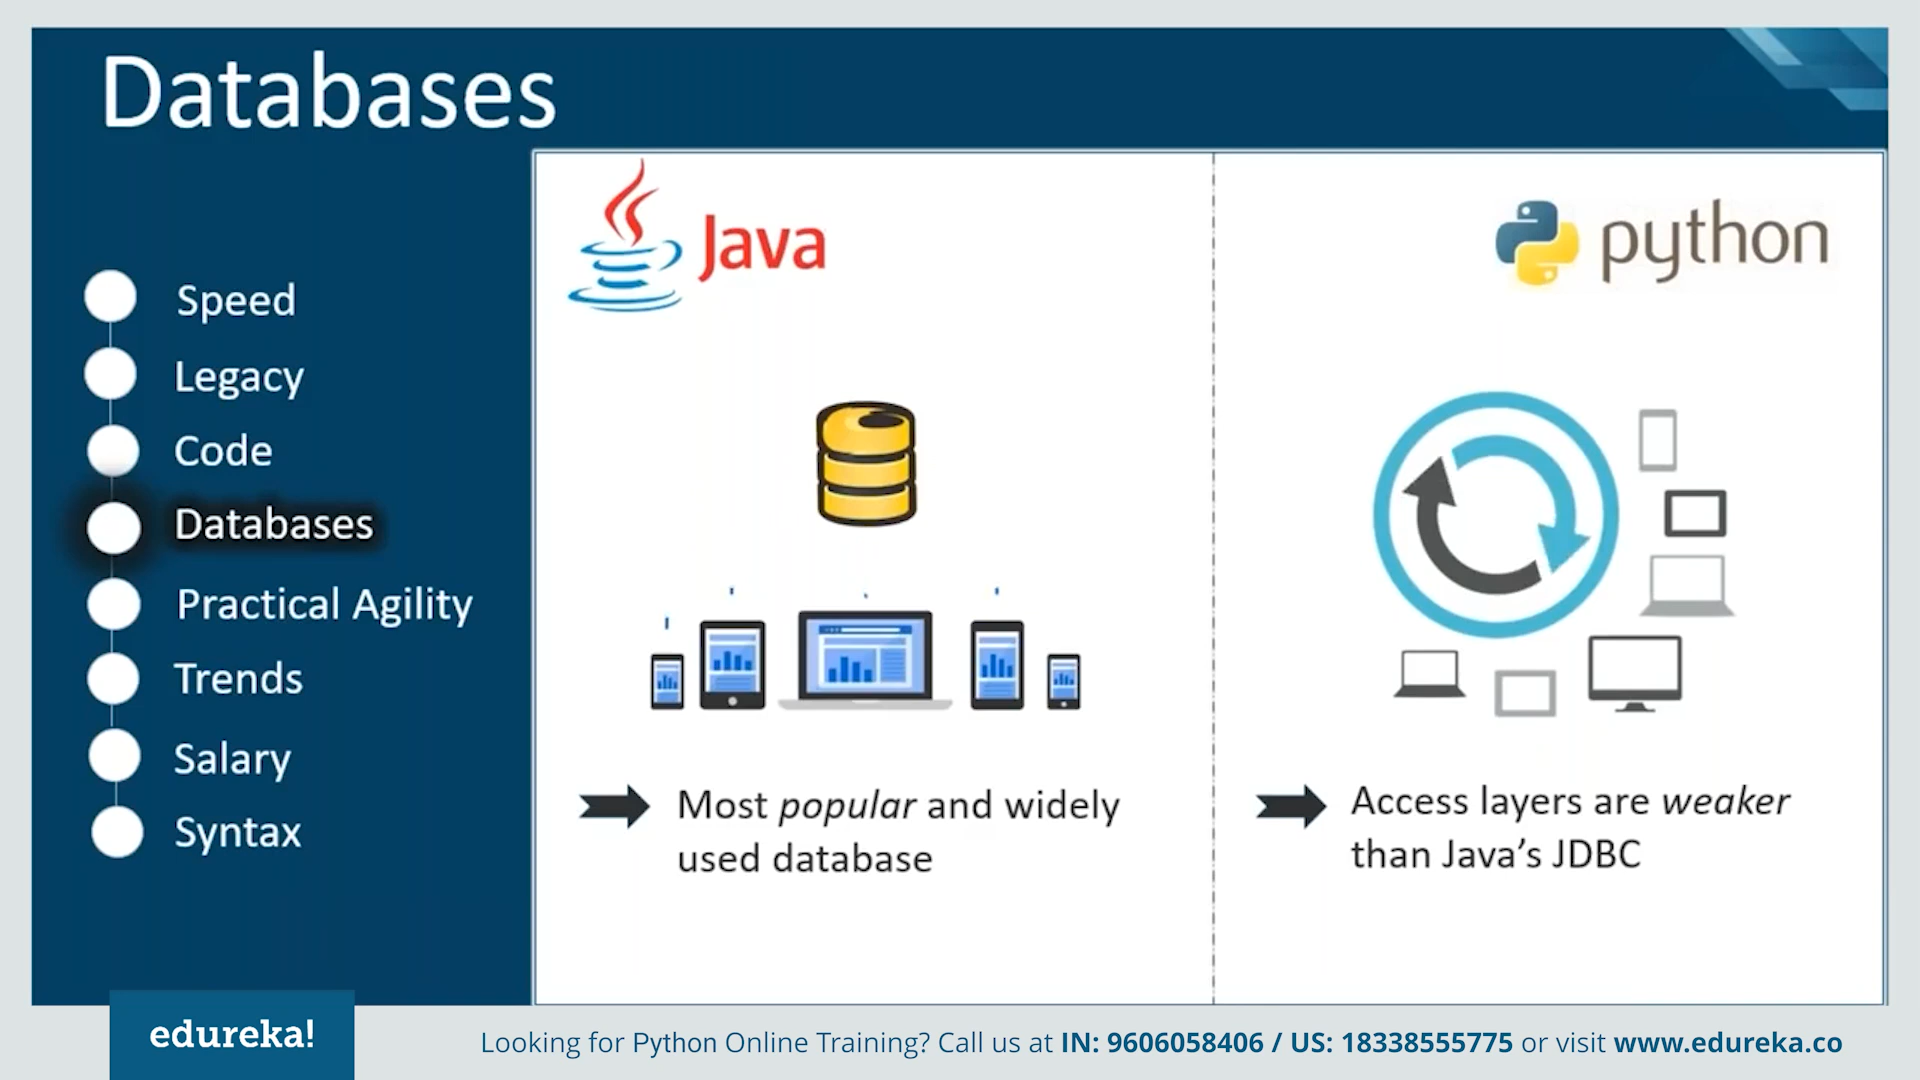 Databases
Java
python
Speed
Legacy
Code
Databases
Practical Agility
Trends
Salary
Syntax
Most popular and widely
used database
Access layers are weaker
than Java’s JDBC
edureka!
Looking for Python Online Training? Call us at IN: 9606058406 / US: 18338555775 or visit www.edureka.co